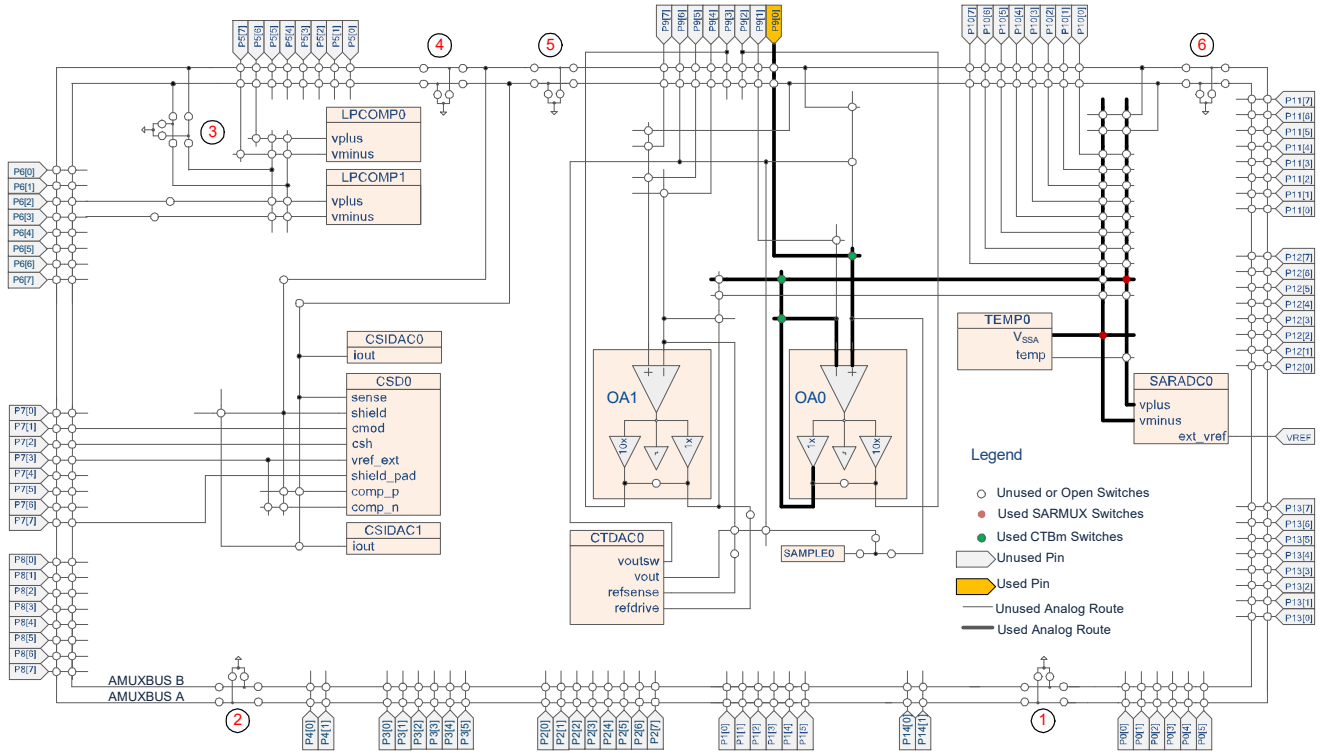 P5[7]
P5[6]
P5[5]
P5[4]
P5[3]
P5[2]
P5[1]
P5[0]
4
5
P9[7]
P9[6]
P9[5]
P9[4]
P9[3]
P9[2]
P9[1]
P9[0]
P10[7]
P10[6]
P10[5]
P10[4]
P10[3]
P10[2]
P10[1]
P10[0]
6
3
LPCOMP0
vplus
vminus
LPCOMP1
vplus
vminus
P6[0]
P6[1]
P6[2]
P6[3]
P6[4]
P6[5]
P6[6]
P6[7]
P11[7]
P11[6]
P11[5]
P11[4]
P11[3]
P11[2]
P11[1]
P11[0]
P12[7]
P12[6]
P12[5]
P12[4]
P12[3]
P12[2]
P12[1]
P12[0]
CSIDAC0
iout
CSD0
sense
shield
cmod
csh
vref_ext
shield_pad
comp_p
comp_n
CSIDAC1
iout
P7[0]
P7[1]
P7[2]
P7[3]
P7[4]
P7[5]
P7[6]
P7[7]
P8[0]
P8[1]
P8[2]
P8[3]
P8[4]
P8[5]
P8[6]
P8[7]
OA1
+ -
10x
1x
OA0
- +
1x
10x
TEMP0
VSSA
temp
SARADC0
vplus
vminus
ext_vref
VREF
CTDAC0
voutsw
vout
refsense
refdrive
SAMPLE0
Legend
Unused or Open Switches
Used SARMUX Switches
Used CTBm Switches
Unused Pin
Used Pin
Unused Analog Route
Used Analog Route
P13[7]
P13[6]
P13[5]
P13[4]
P13[3]
P13[2]
P13[1]
P13[0]
AMUXBUS B
AMUXBUS A
2
1
P4[0]
P4[1]
P3[0]
P3[1]
P3[2]
P3[3]
P3[4]
P3[5]
P2[0]
P2[1]
P2[2]
P2[3]
P2[4]
P2[5]
P2[6]
P2[7]
P1[0]
P1[1]
P1[2]
P1[3]
P1[4]
P1[5]
P14[0]
P14[1]
P0[0]
P0[1]
P0[2]
P0[3]
P0[4]
P0[5]